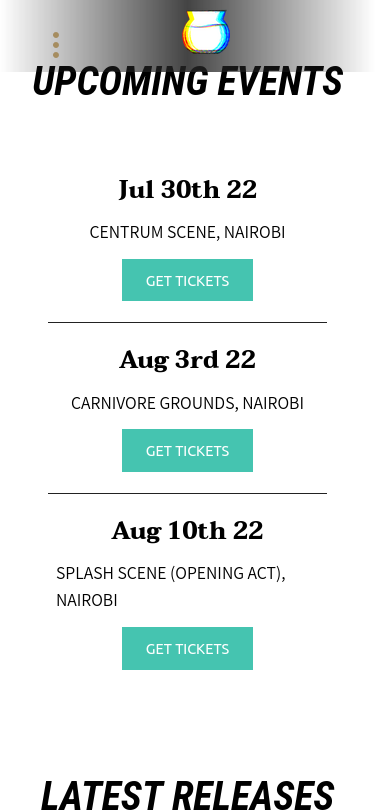 UPCOMING EVENTS
Jul 30th 22
CENTRUM SCENE, NAIROBI
GET TICKETS
Aug 3rd 22
CARNIVORE GROUNDS, NAIROBI
GET TICKETS
Aug 10th 22
SPLASH SCENE (OPENING ACT),
NAIROBI
GET TICKETS
LATEST RELEASES